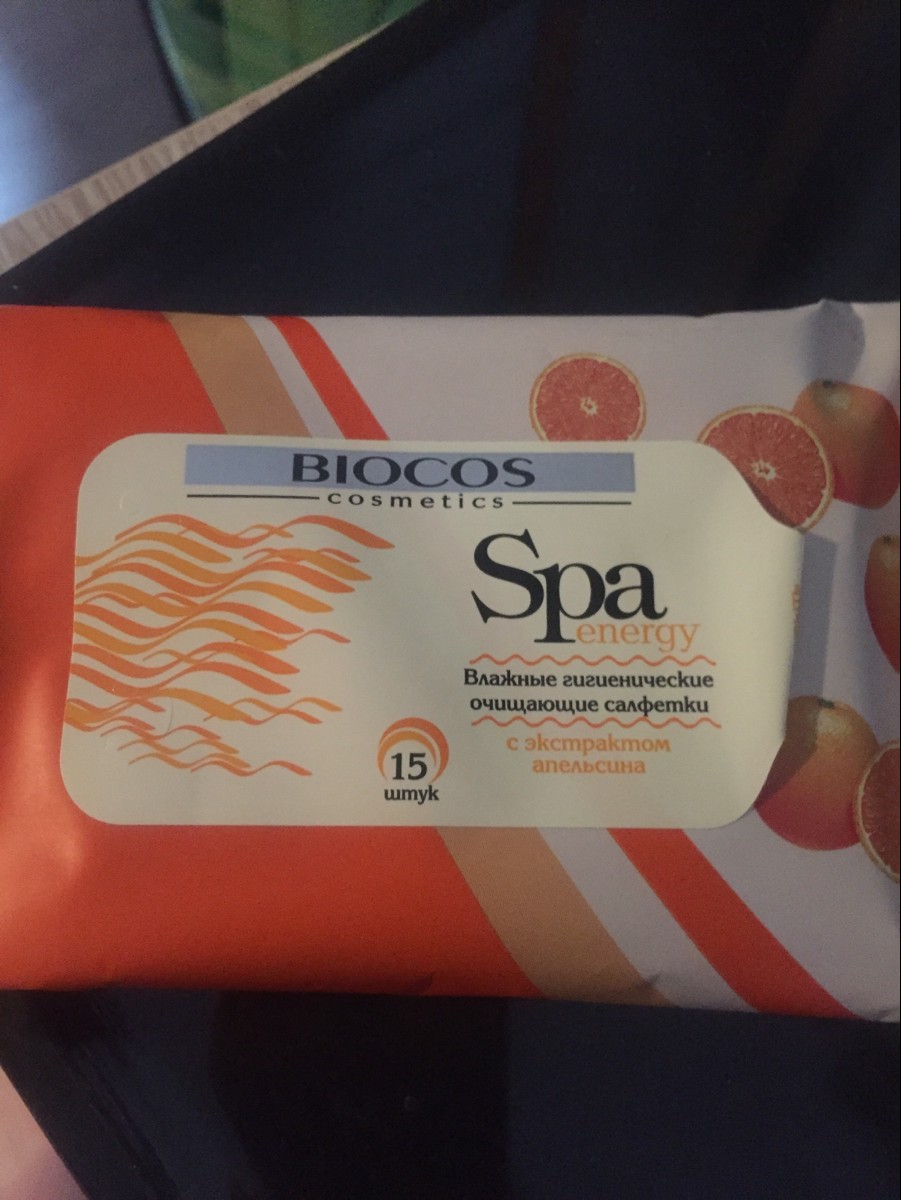 BIOCOS
cosmetics
Spa
energy
Влажные гигиенические
очищающие салфетки
с экстрактом
апельсина
15
штук